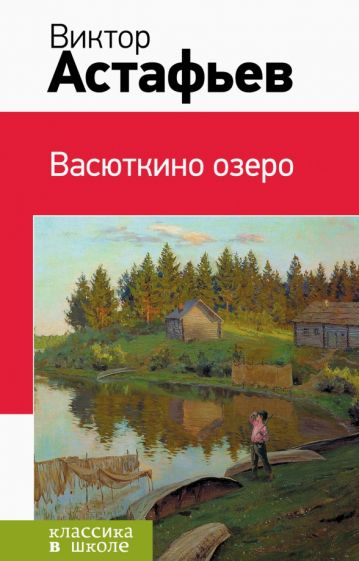 Виктор
Астафьев
Васюткино озеро
классика
в школе